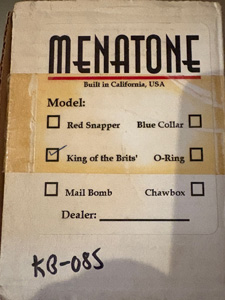 MENATONE
Built in California, USA
Model:
Red Snapper Blue Collar
King of the Brits' O-Ring
Mail Bomb Chawbox
Dealer:
KB-085